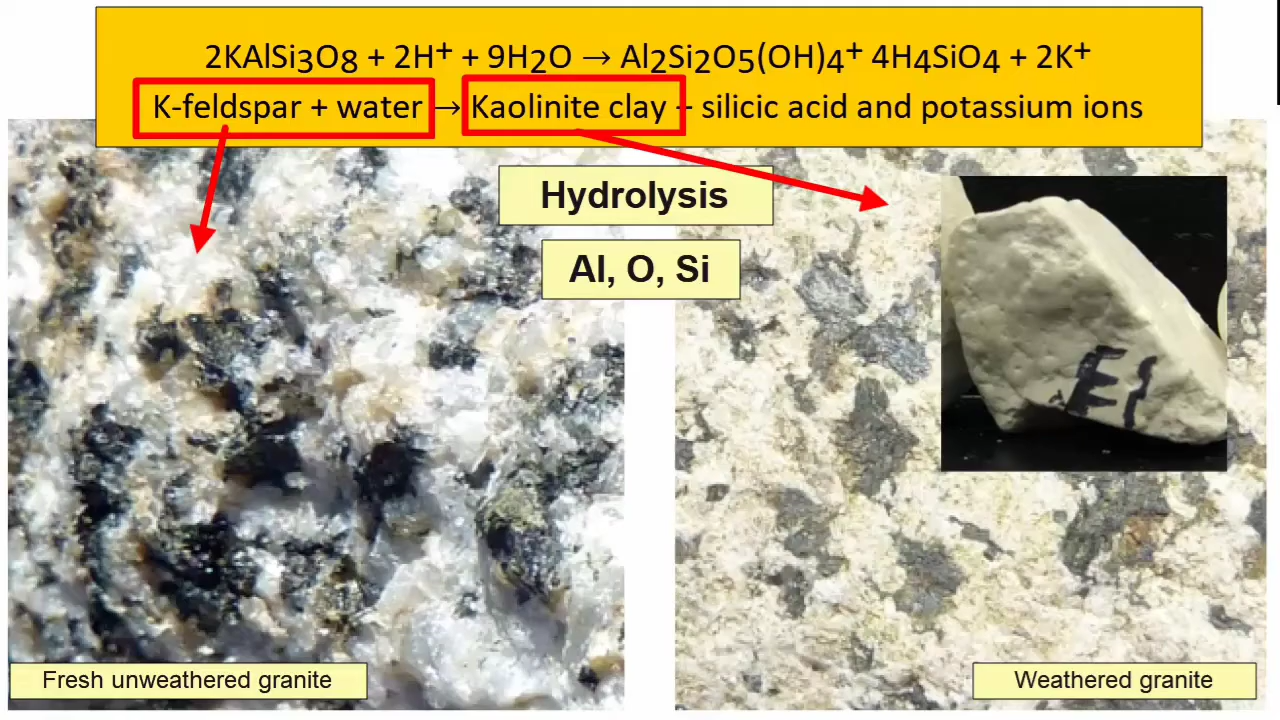 2KAlSi3O8 + 2H+ + 9H2O → Al2Si2O5(OH)4+ 4H4SiO4 + 2K+
K-feldspar + water → Kaolinite clay – silicic acid and potassium ions
Hydrolysis
Al, O, Si
E1
Fresh unweathered granite
Weathered granite